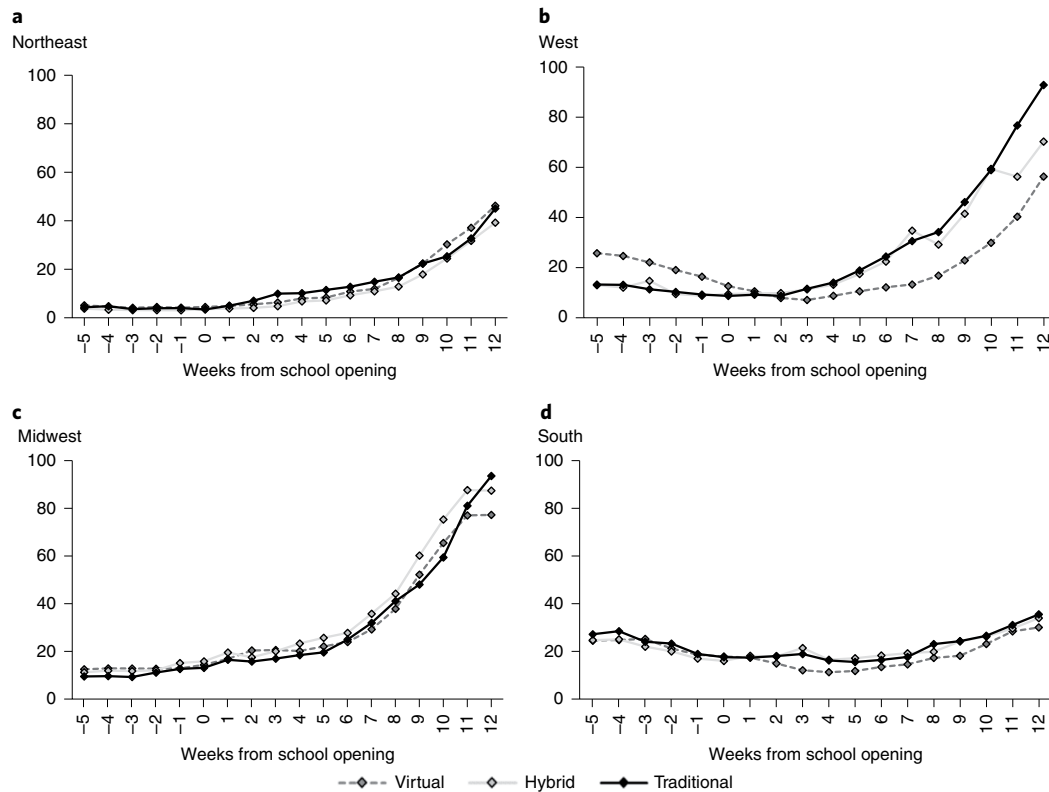 a
Northeast
100
80
60
40
20
0
–5 –4 –3 –2 –1 0 1 2 3 4 5 6 7 8 9 10 11 12
Weeks from school opening
b
West
100
80
60
40
20
0
–5 –4 –3 –2 –1 0 1 2 3 4 5 6 7 8 9 10 11 12
Weeks from school opening
c
Midwest
100
80
60
40
20
0
–5 –4 –3 –2 –1 0 1 2 3 4 5 6 7 8 9 10 11 12
Weeks from school opening
d
South
100
80
60
40
20
0
–5 –4 –3 –2 –1 0 1 2 3 4 5 6 7 8 9 10 11 12
Weeks from school opening
Virtual Hybrid Traditional